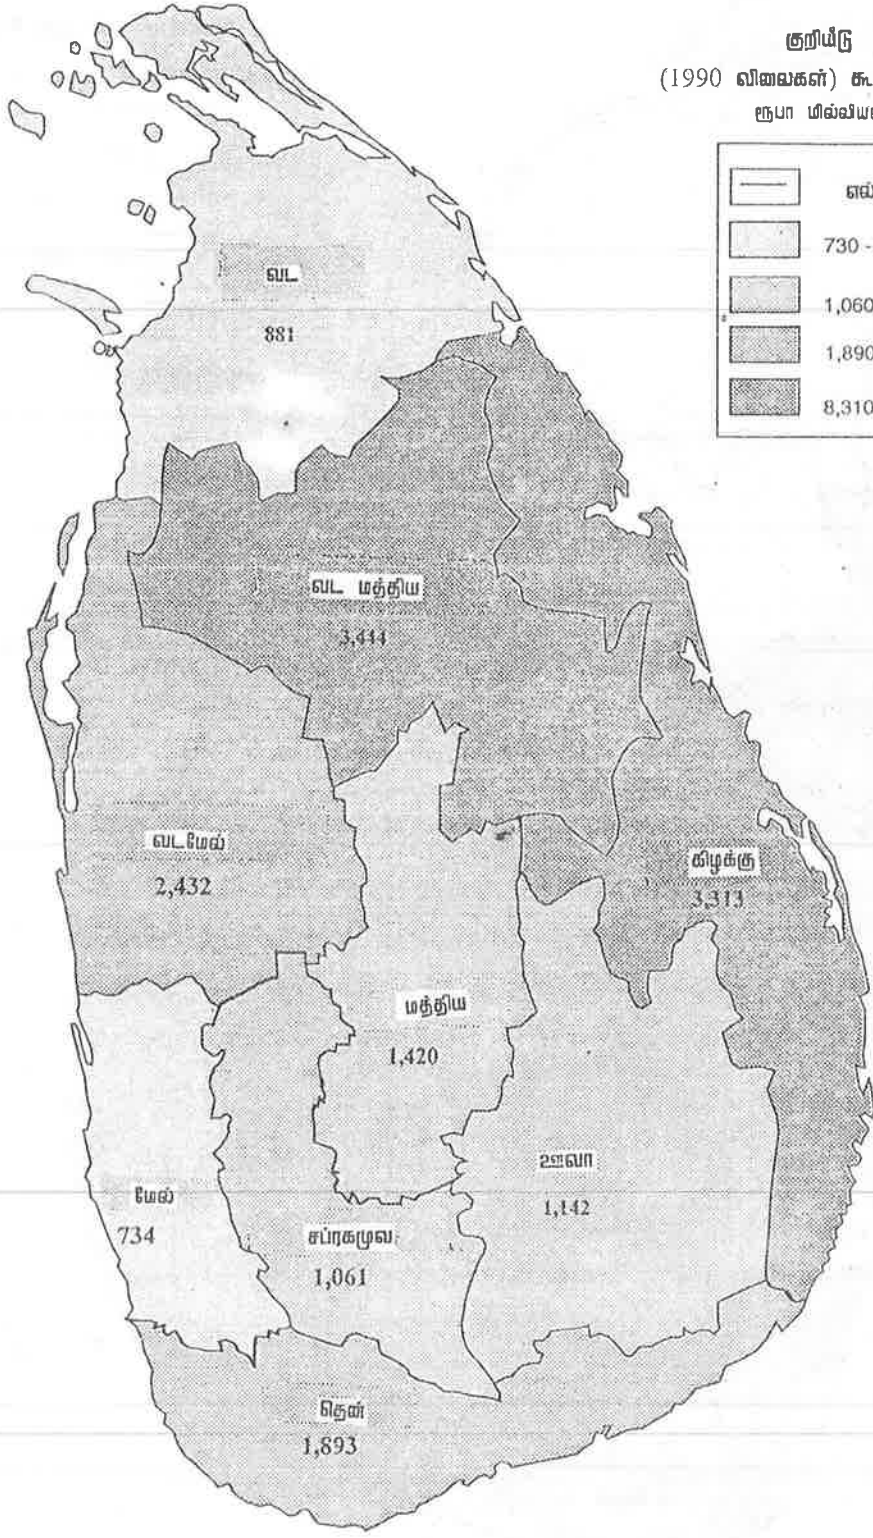 குறியீடு
(1990 விலைகள்)
ரூபா
730 -
1,060
1,890
8,310
வட
881
வட மத்திய
3,444
வடமேல்
2,432
கிழக்கு
3,313
மத்திய
1,420
ஊவா
1,142
மேல்
734
சப்ரகமுவ
1,061
தென்
1,893